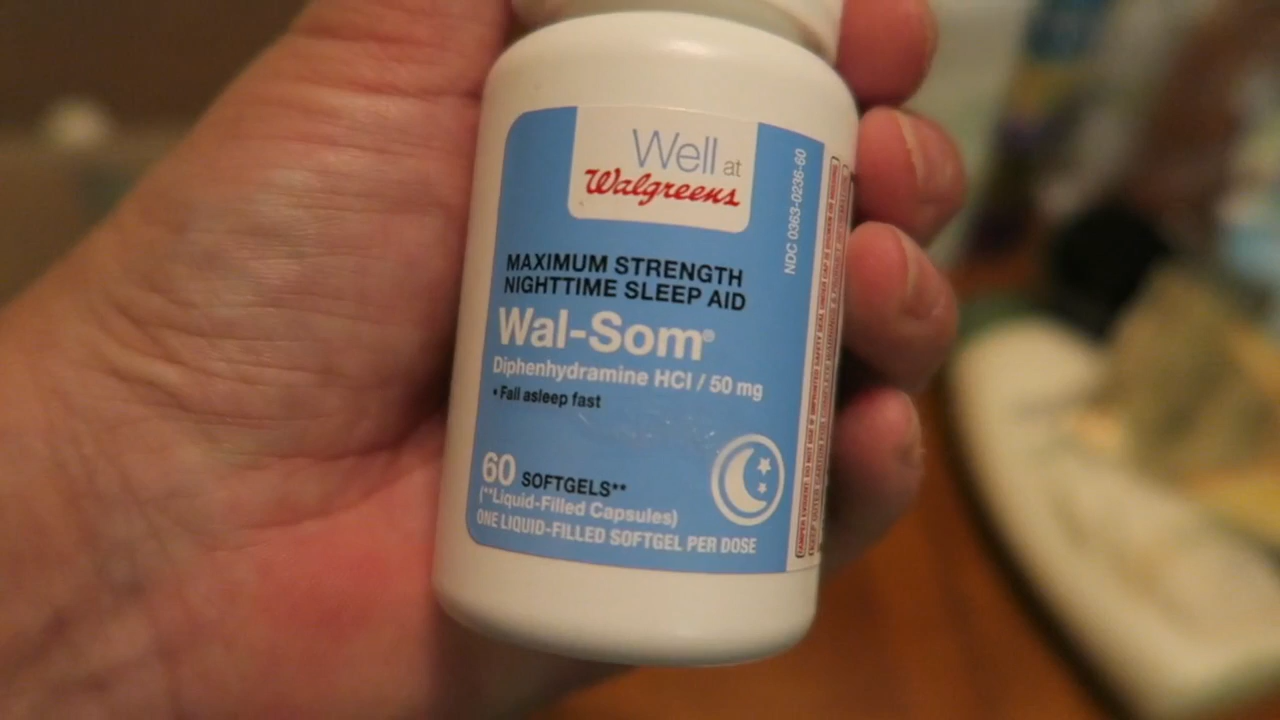 Well at
Walgreens
NDC 0363-0236-60
MAXIMUM STRENGTH
NIGHTTIME SLEEP AID
Wal-Som®
Diphenhydramine HCl / 50 mg
• Fall asleep fast
60 SOFTGELS**
(**Liquid-Filled Capsules)
ONE LIQUID-FILLED SOFTGEL PER DOSE